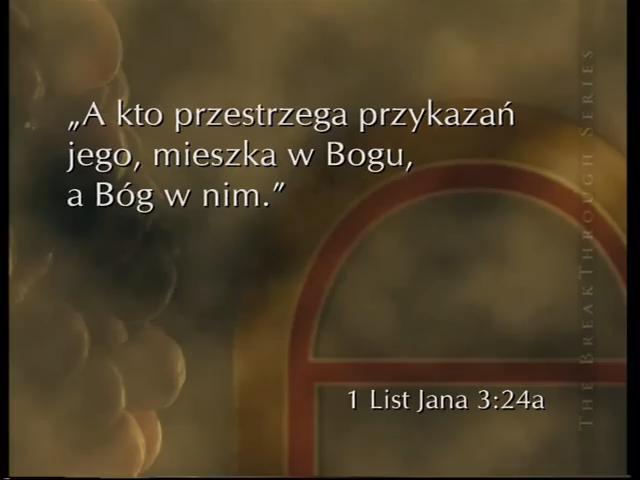 „A kto przestrzega przykazań
jego, mieszka w Bogu,
a Bóg w nim.”
1 List Jana 3:24a
The BreakThrough Series